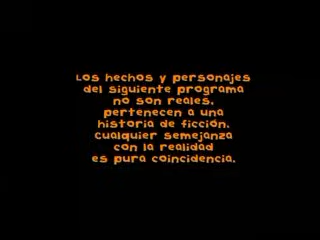 Los hechos y personajes
del siguiente programa
no son reales,
pertenecen a una
historia de ficción.
cualquier semejanza
con la realidad
es pura coincidencia.